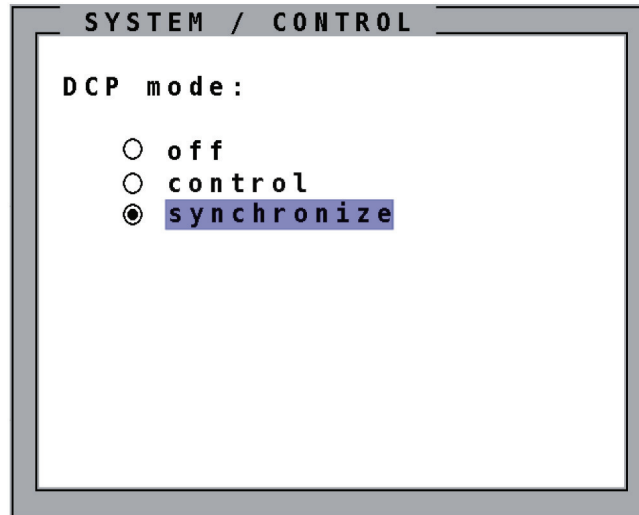 SYSTEM / CONTROL
DCP mode:
off
control
synchronize